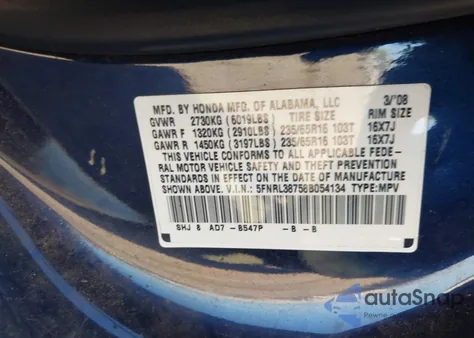 MFD. BY HONDA MFG. OF ALABAMA, LLC 3/'08
GVWR 2730KG (6019LBS) TIRE SIZE RIM SIZE
GAWR F 1320KG (2910LBS) 235/65R16 103T 16X7J
GAWR R 1450KG (3197LBS) 235/65R16 103T 16X7J
THIS VEHICLE CONFORMS TO ALL APPLICABLE FEDE-
RAL MOTOR VEHICLE SAFETY AND THEFT PREVENTION
STANDARDS IN EFFECT ON THE DATE OF MANUFACTURE
SHOWN ABOVE. V.I.N.: 5FNRL38758B054134 TYPE:MPV
SHJ 8 AD7 - B547P - B - B
autoSnap
Pewne